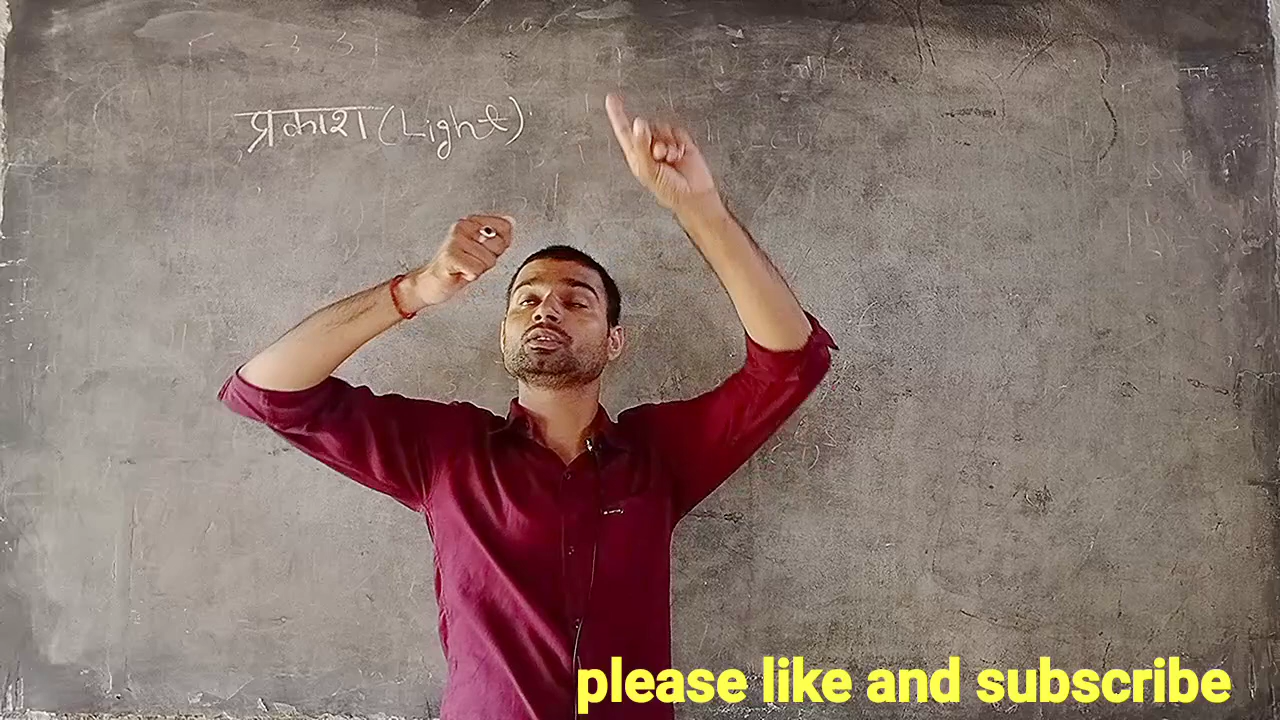 प्रकाश (Light)
please like and subscribe